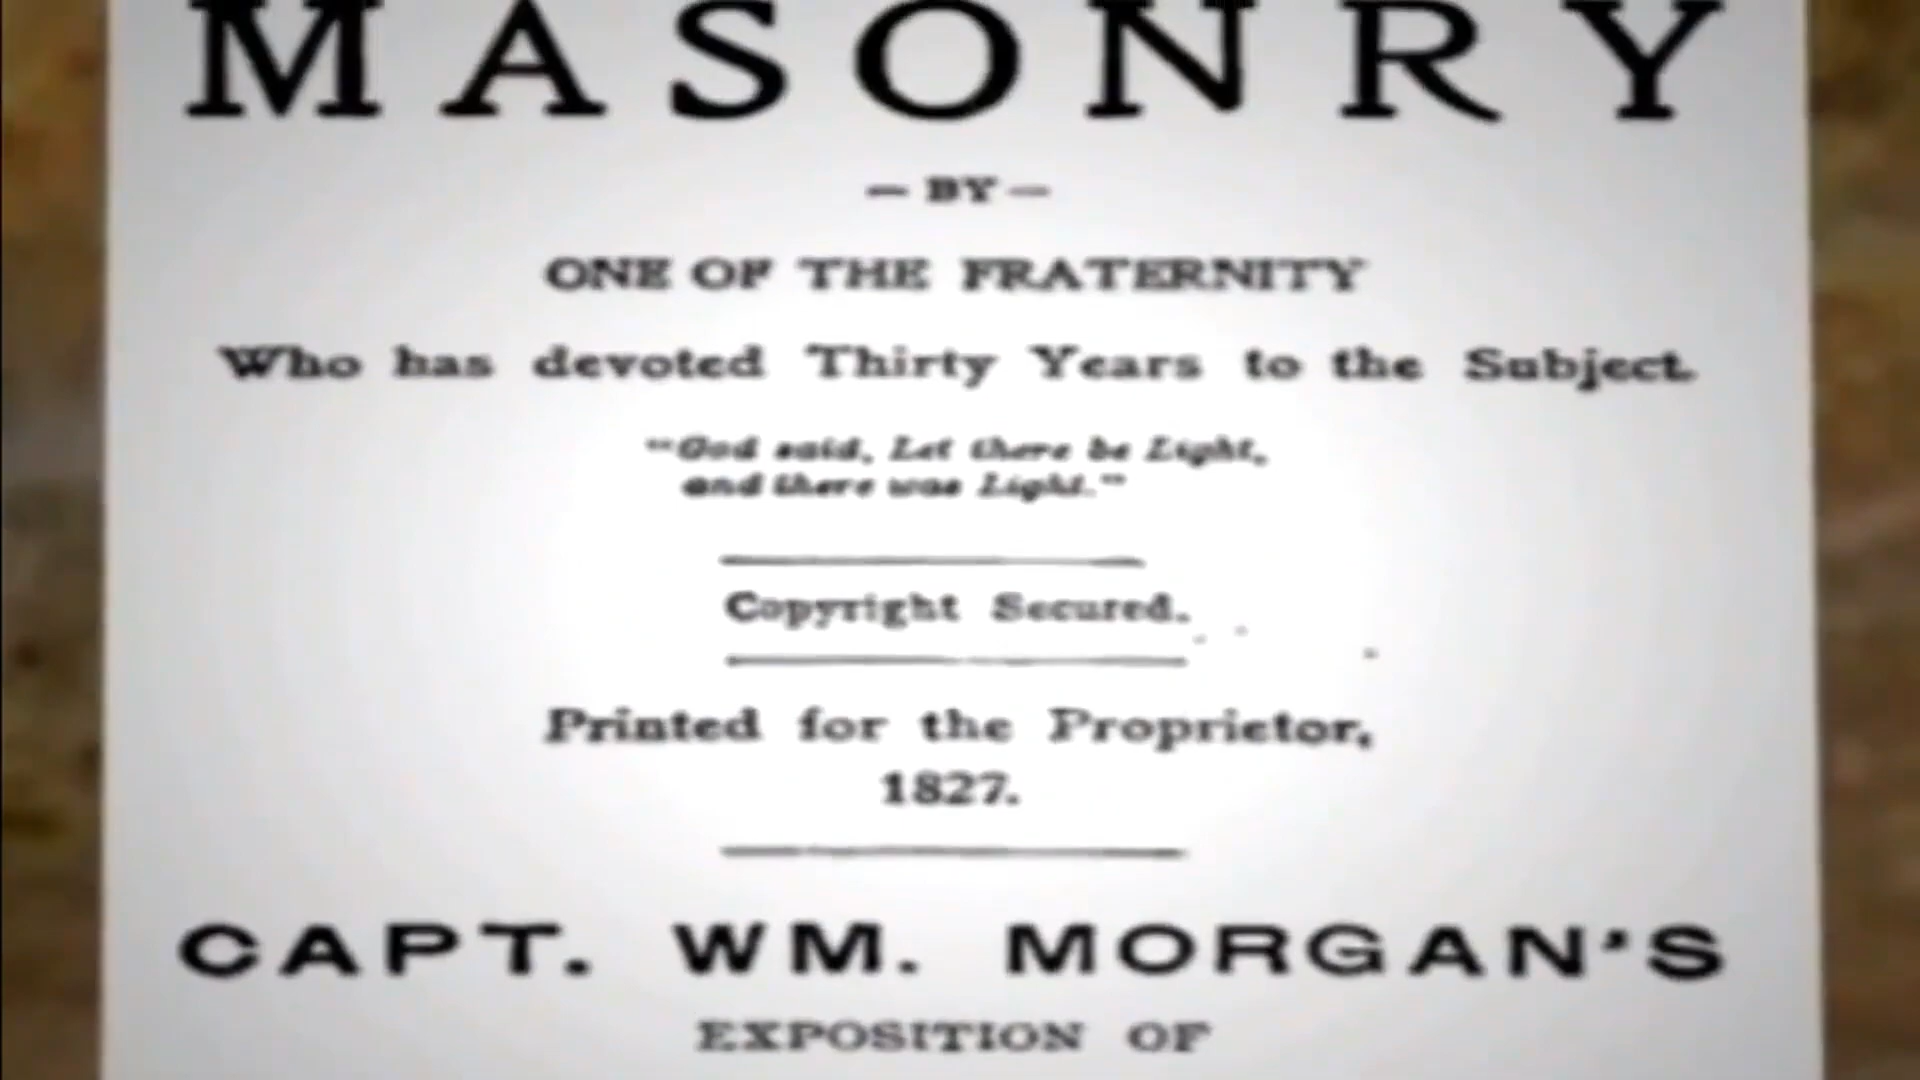 MASONRY
— BY —
ONE OF THE FRATERNITY
Who has devoted Thirty Years to the Subject.
"God said, Let there be Light,
and there was Light."
Copyright Secured.
Printed for the Proprietor,
1827.
CAPT. WM. MORGAN'S
EXPOSITION OF